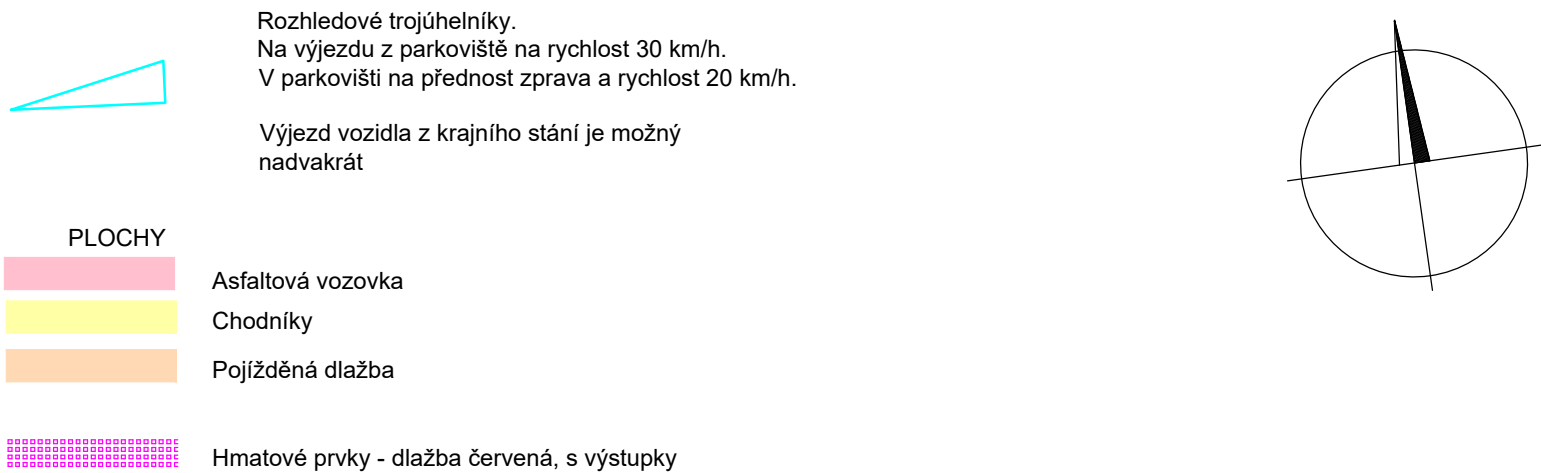 Rozhledové trojúhelníky.
Na výjezdu z parkoviště na rychlost 30 km/h.
V parkovišti na přednost zprava a rychlost 20 km/h.
Výjezd vozidla z krajního stání je možný
nadvakrát
PLOCHY
Asfaltová vozovka
Chodníky
Pojížděná dlažba
Hmatové prvky - dlažba červená, s výstupky